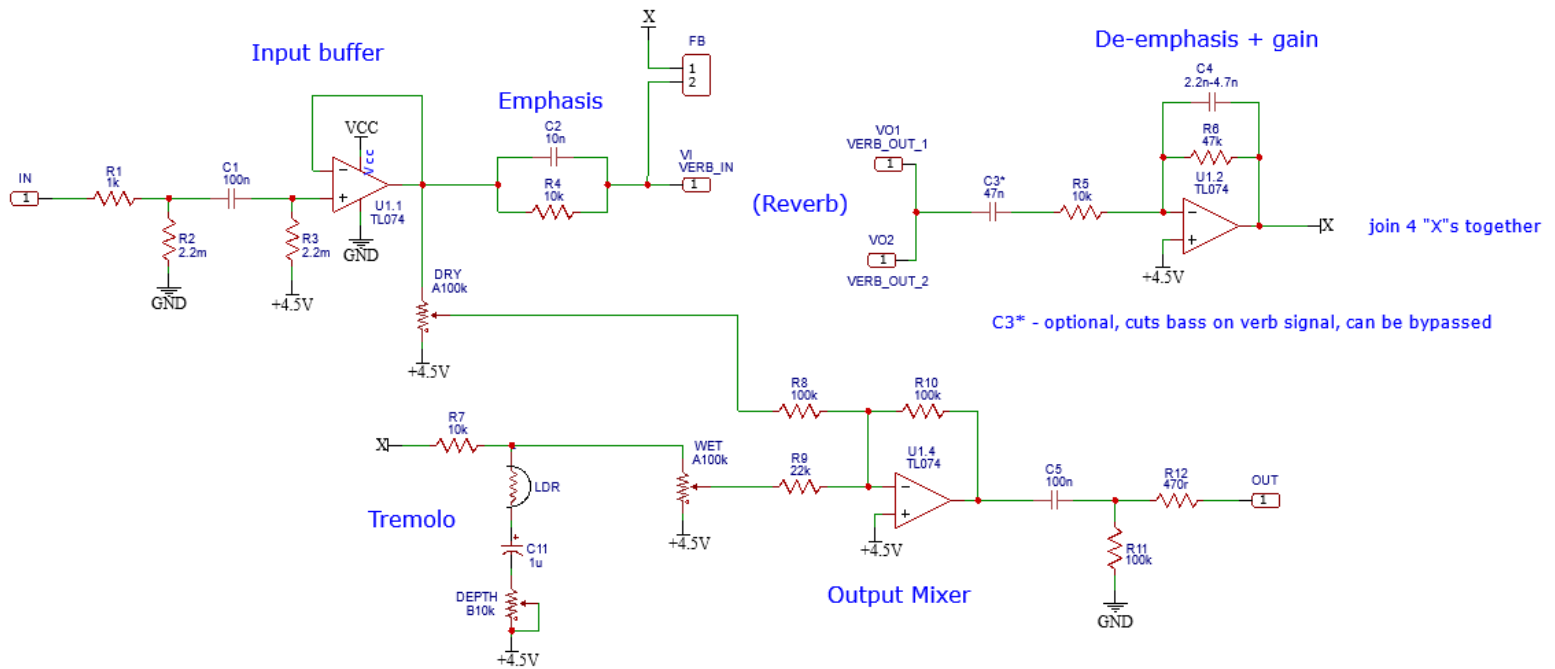 X
Input buffer
FB
1
2
De-emphasis + gain
C4
2.2n-4.7n
Emphasis
VCC
Vcc
C2
10n
VO1
VERB_OUT_1
1
R6
47k
IN
1
R1
1k
C1
100n
−
+
U1.1
TL074
VI
VERB_IN
1
R4
10k
(Reverb)
C3*
47n
R5
10k
U1.2
TL074
−
+
X
join 4 "X"s together
R2
2.2m
R3
2.2m
GND
VO2
1
VERB_OUT_2
+4.5V
GND
+4.5V
DRY
A100k
C3* - optional, cuts bass on verb signal, can be bypassed
+4.5V
R8
100k
R10
100k
X
R7
10k
WET
A100k
R9
22k
U1.4
TL074
−
+
C5
100n
R12
470r
OUT
1
LDR
Tremolo
+4.5V
+4.5V
+
C11
1u
R11
100k
DEPTH
B10k
Output Mixer
GND
+4.5V